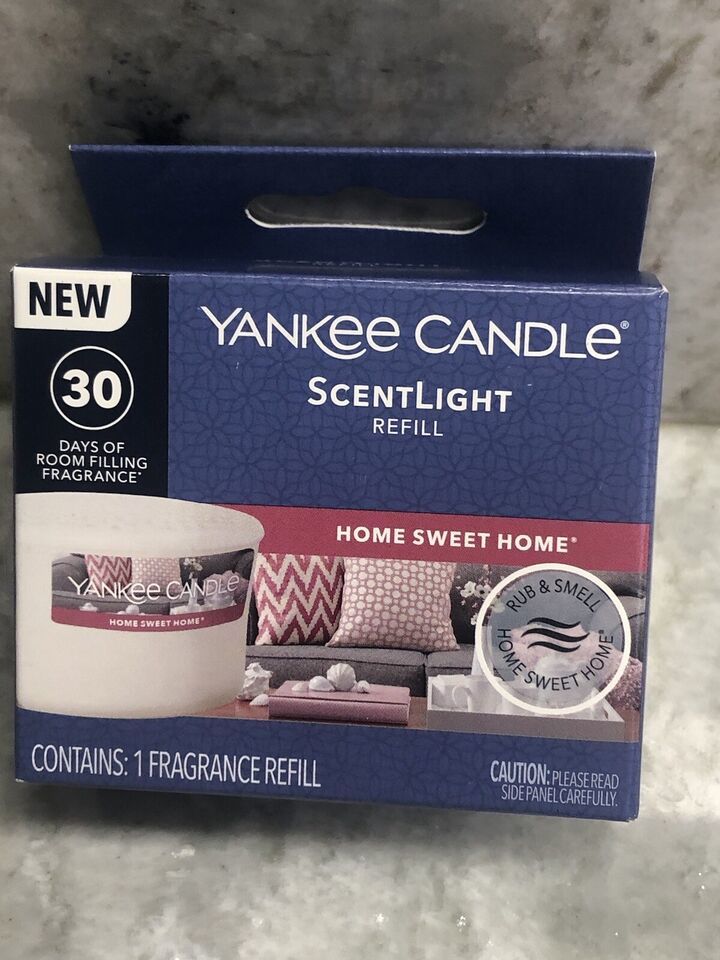 NEW
30
DAYS OF
ROOM FILLING
FRAGRANCE*
YANKee CANDLe®
SCENTLIGHT
REFILL
HOME SWEET HOME®
YANKee CANDLe
HOME SWEET HOME®
RUB & SMELL
HOME SWEET HOME®
CONTAINS: 1 FRAGRANCE REFILL
CAUTION: PLEASE READ
SIDE PANEL CAREFULLY.